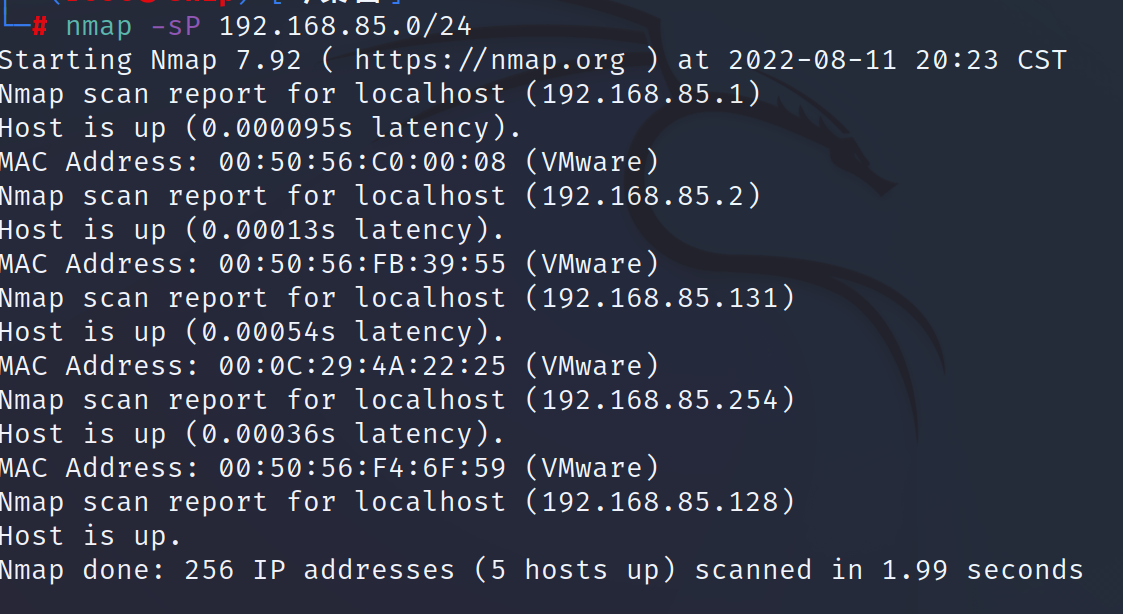 └─# nmap -sP 192.168.85.0/24
Starting Nmap 7.92 ( https://nmap.org ) at 2022-08-11 20:23 CST
Nmap scan report for localhost (192.168.85.1)
Host is up (0.000095s latency).
MAC Address: 00:50:56:C0:00:08 (VMware)
Nmap scan report for localhost (192.168.85.2)
Host is up (0.00013s latency).
MAC Address: 00:50:56:FB:39:55 (VMware)
Nmap scan report for localhost (192.168.85.131)
Host is up (0.00054s latency).
MAC Address: 00:0C:29:4A:22:25 (VMware)
Nmap scan report for localhost (192.168.85.254)
Host is up (0.00036s latency).
MAC Address: 00:50:56:F4:6F:59 (VMware)
Nmap scan report for localhost (192.168.85.128)
Host is up.
Nmap done: 256 IP addresses (5 hosts up) scanned in 1.99 seconds